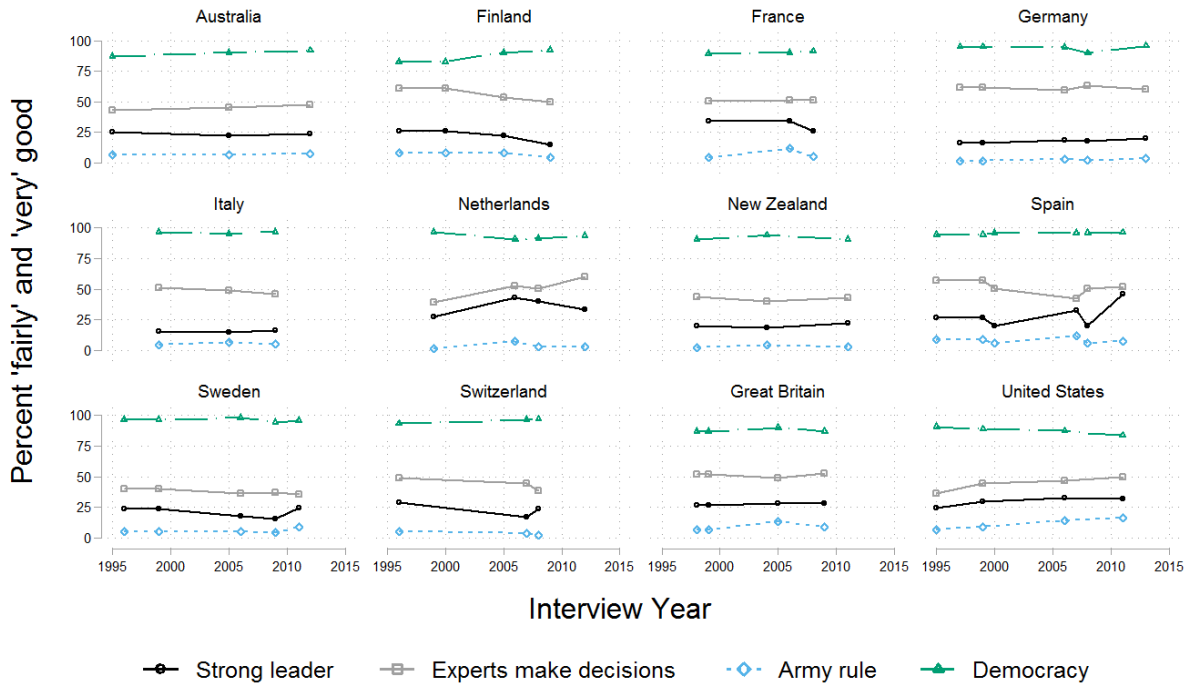 Australia Finland France Germany
100
75
50
25
0
Italy Netherlands New Zealand Spain
100
75
50
25
0
Sweden Switzerland Great Britain United States
100
75
50
25
0
1995 2000 2005 2010 2015 1995 2000 2005 2010 2015 1995 2000 2005 2010 2015 1995 2000 2005 2010 2015
Percent 'fairly' and 'very' good
Interview Year
Strong leader Experts make decisions Army rule Democracy